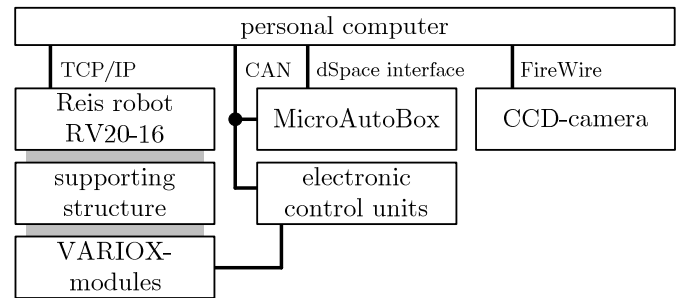 personal computer
TCP/IP
CAN
dSpace interface
FireWire
Reis robot
RV20-16
MicroAutoBox
CCD-camera
supporting
structure
electronic
control units
VARIOX-
modules